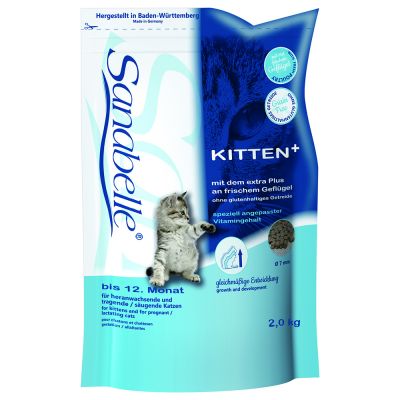 Hergestellt in Baden-Württemberg
Made in Germany
Sanabelle®
KITTEN+
mit dem extra Plus
an frischem Geflügel
ohne glutenhaltiges Getreide
speziell angepasster
Vitamingehalt
Ø 7 mm
gleichmäßige Entwicklung
growth and development
bis 12. Monat
für heranwachsende und
tragende / säugende Katzen
for kittens and for pregnant /
lactating cats
2,0 kg